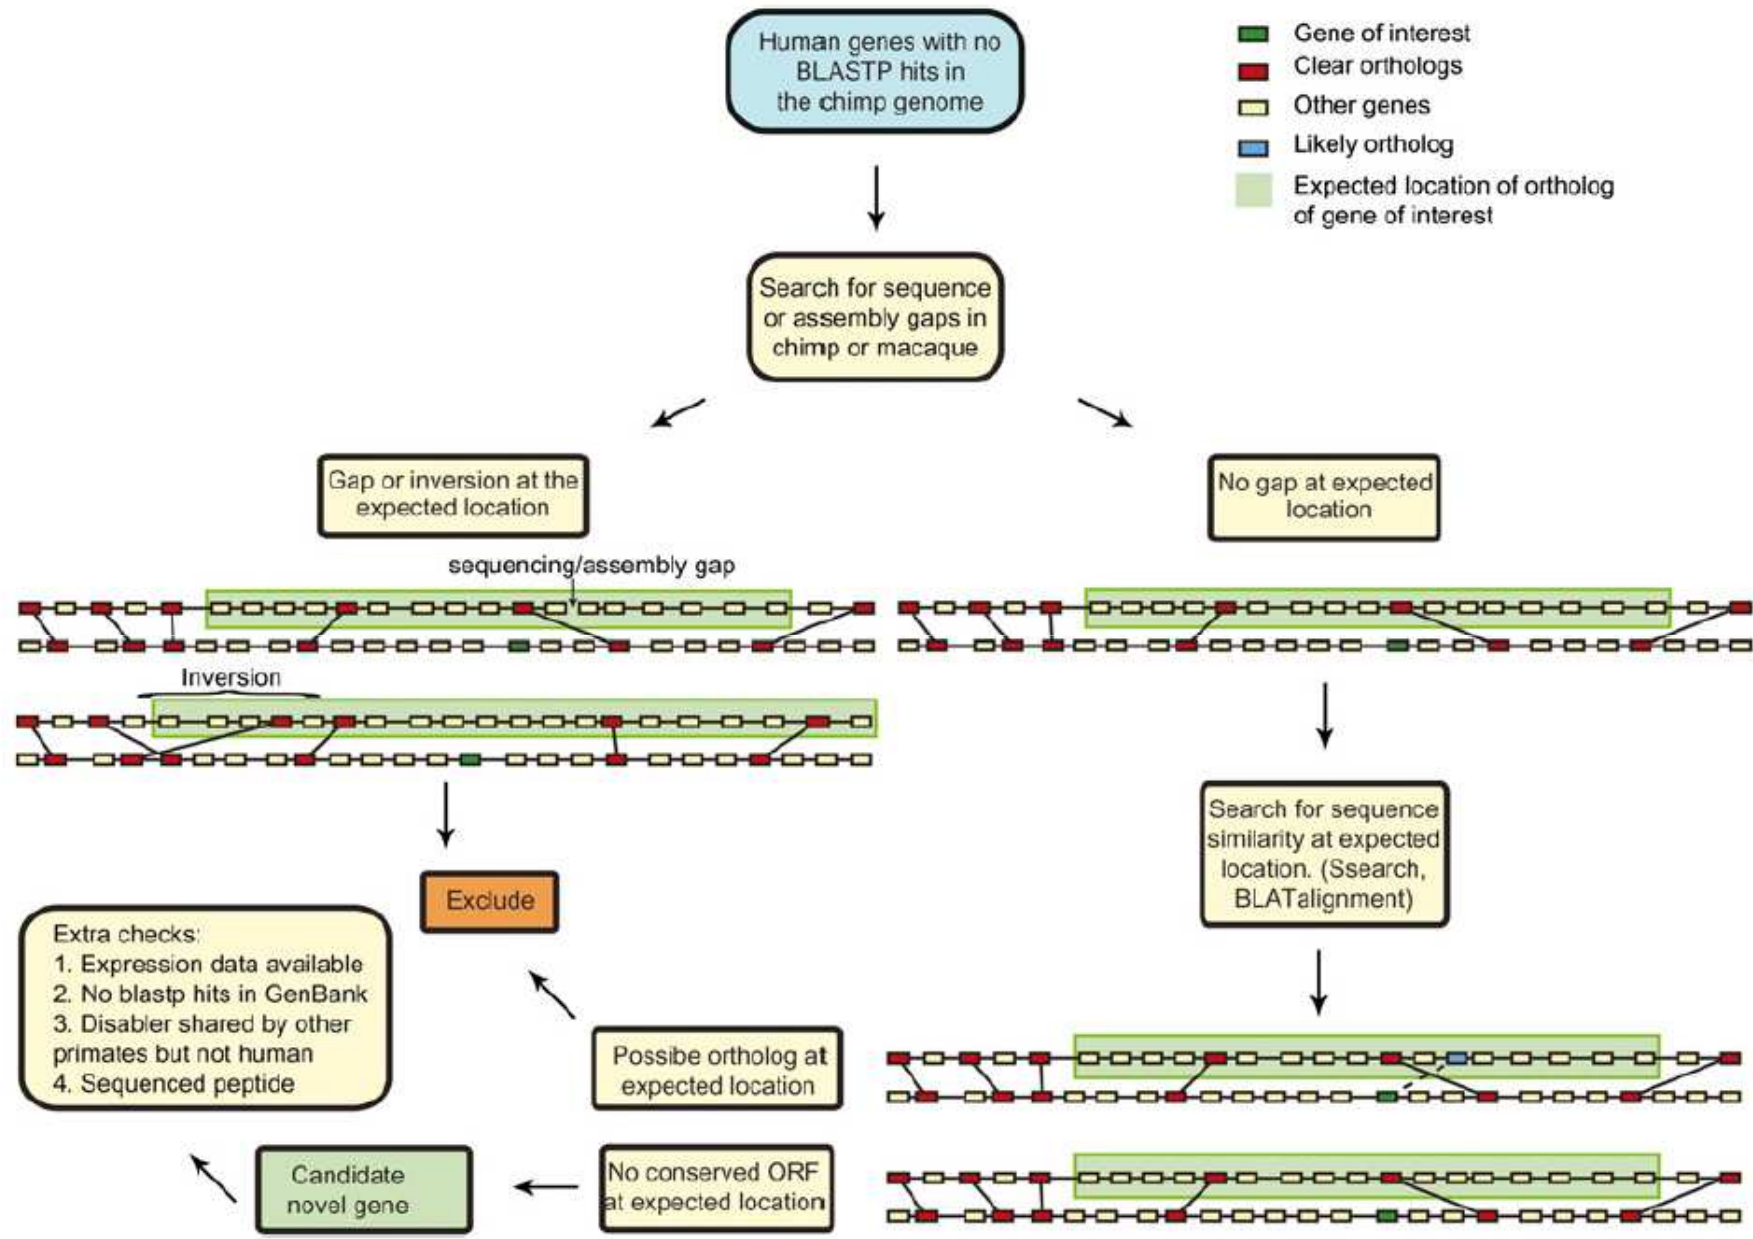 Human genes with no
BLASTP hits in
the chimp genome
Gene of interest
Clear orthologs
Other genes
Likely ortholog
Expected location of ortholog
of gene of interest
Search for sequence
or assembly gaps in
chimp or macaque
Gap or inversion at the
expected location
No gap at expected
location
sequencing/assembly gap
Inversion
Search for sequence
similarity at expected
location. (Ssearch,
BLATalignment)
Exclude
Extra checks:
1. Expression data available
2. No blastp hits in GenBank
3. Disabler shared by other
primates but not human
4. Sequenced peptide
Possibe ortholog at
expected location
Candidate
novel gene
No conserved ORF
at expected location